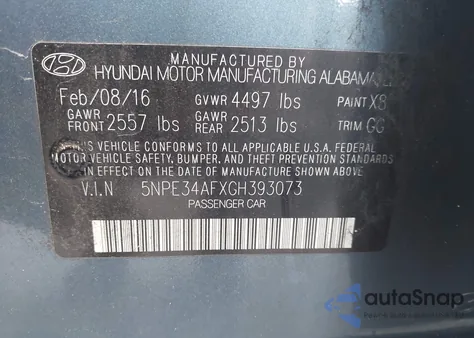 MANUFACTURED BY
HYUNDAI MOTOR MANUFACTURING ALABAMA,
Feb/08/16 GVWR 4497 lbs PAINT X8
GAWR FRONT 2557 lbs GAWR REAR 2513 lbs TRIM GG
THIS VEHICLE CONFORMS TO ALL APPLICABLE U.S.A. FEDERAL
MOTOR VEHICLE SAFETY, BUMPER, AND THEFT PREVENTION STANDARDS
IN EFFECT ON THE DATE OF MANUFACTURE SHOWN ABOVE.
V.I.N 5NPE34AFXGH393073
PASSENGER CAR
autoSnap